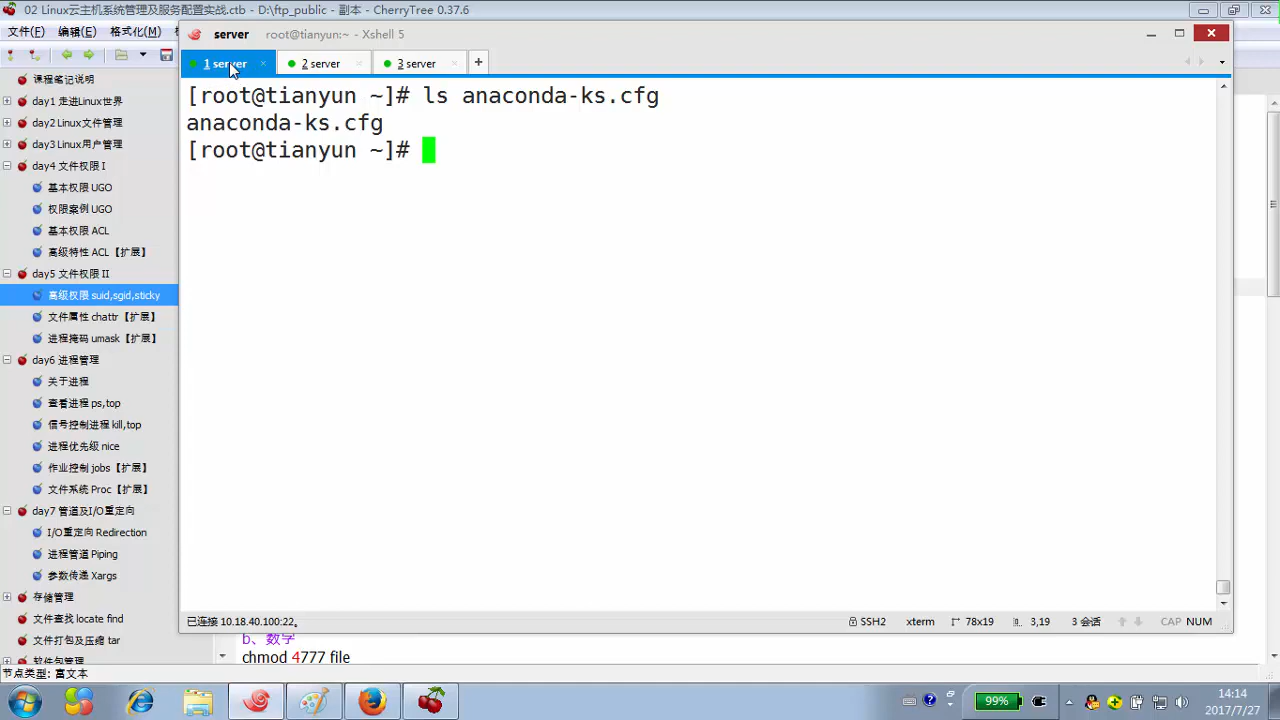 02 Linux云主机系统管理及服务配置实战.ctb - D:\ftp_public - 副本 - CherryTree 0.37.6
文件(F) 编辑(E) 格式化(M)
server root@tianyun:~ - Xshell 5
1 server 2 server 3 server
[root@tianyun ~]# ls anaconda-ks.cfg
anaconda-ks.cfg
[root@tianyun ~]#
课程笔记说明
day1 走进Linux世界
day2 Linux文件管理
day3 Linux用户管理
day4 文件权限 I
基本权限 UGO
权限案例 UGO
基本权限 ACL
高级特性 ACL【扩展】
day5 文件权限 II
高级权限 suid,sgid,sticky
文件属性 chattr【扩展】
进程掩码 umask【扩展】
day6 进程管理
关于进程
查看进程 ps,top
信号控制进程 kill,top
进程优先级 nice
作业控制 jobs【扩展】
文件系统 Proc【扩展】
day7 管道及I/O重定向
I/O重定向 Redirection
进程管道 Piping
参数传递 Xargs
存储管理
文件查找 locate find
文件打包及压缩 tar
软件包管理
已连接 10.18.40.100:22。 SSH2 xterm 78x19 3,19 3 会话 CAP NUM
b、数字
chmod 4777 file
节点类型: 富文本
99%
14:14
2017/7/27